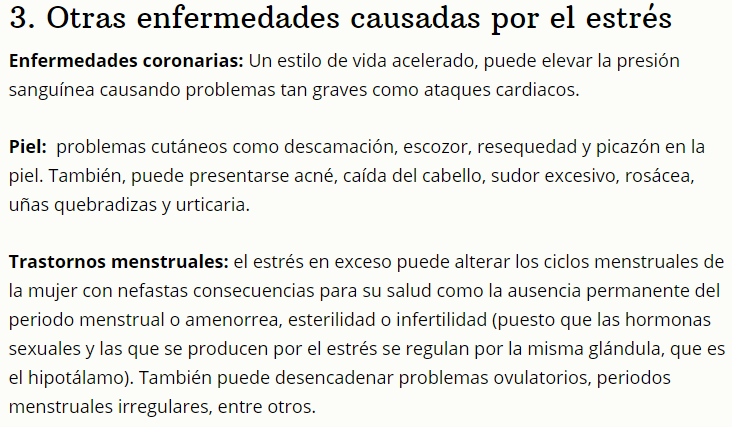 3. Otras enfermedades causadas por el estrés
Enfermedades coronarias: Un estilo de vida acelerado, puede elevar la presión
sanguínea causando problemas tan graves como ataques cardiacos.
Piel: problemas cutáneos como descamación, escozor, resequedad y picazón en la
piel. También, puede presentarse acné, caída del cabello, sudor excesivo, rosácea,
uñas quebradizas y urticaria.
Trastornos menstruales: el estrés en exceso puede alterar los ciclos menstruales de
la mujer con nefastas consecuencias para su salud como la ausencia permanente del
periodo menstrual o amenorrea, esterilidad o infertilidad (puesto que las hormonas
sexuales y las que se producen por el estrés se regulan por la misma glándula, que es
el hipotálamo). También puede desencadenar problemas ovulatorios, periodos
menstruales irregulares, entre otros.